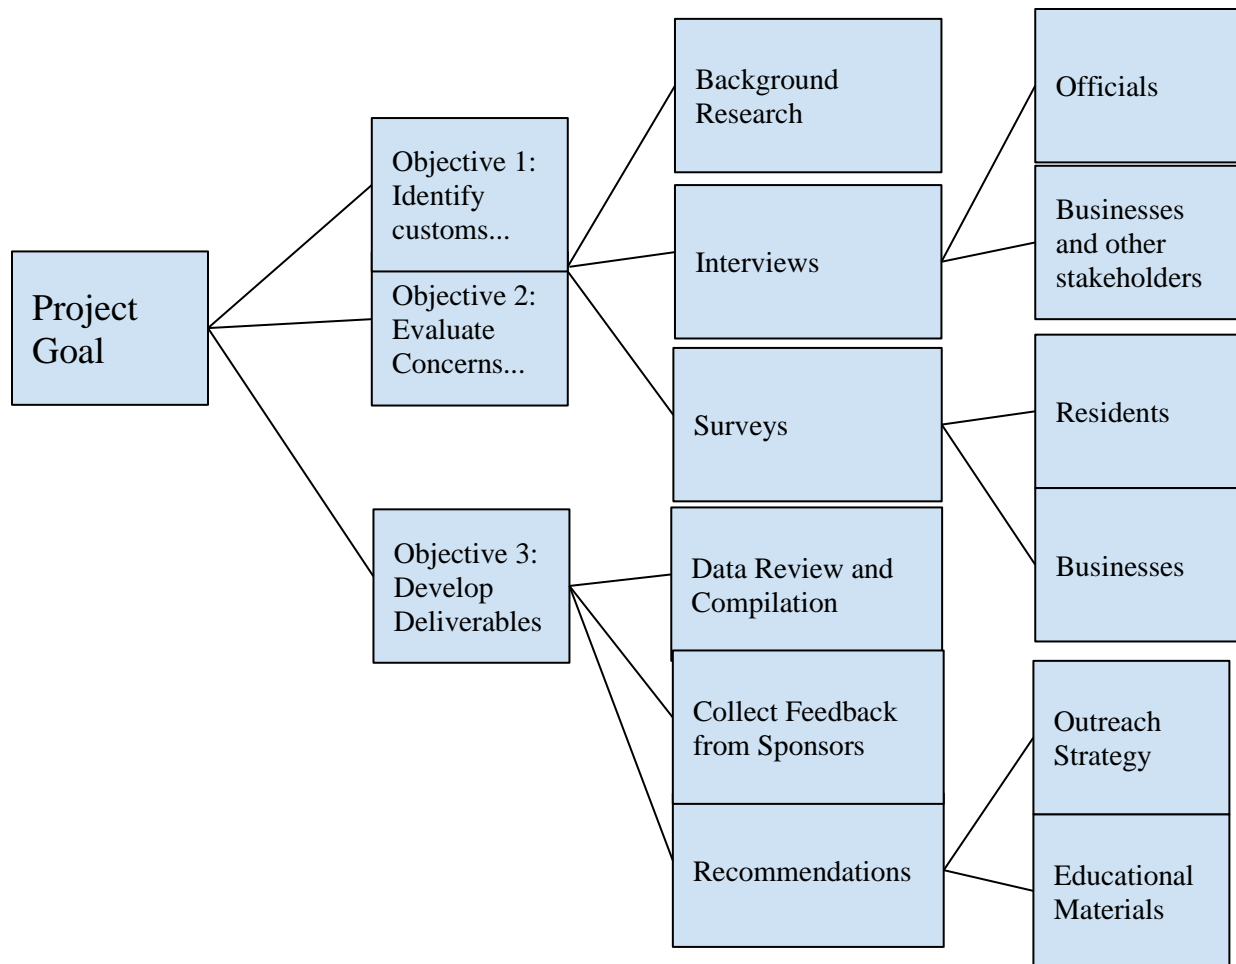 Project
Goal
Objective 1:
Identify
customs...
Objective 2:
Evaluate
Concerns...
Objective 3:
Develop
Deliverables
Background
Research
Interviews
Surveys
Data Review and
Compilation
Collect Feedback
from Sponsors
Recommendations
Officials
Businesses
and other
stakeholders
Residents
Businesses
Outreach
Strategy
Educational
Materials